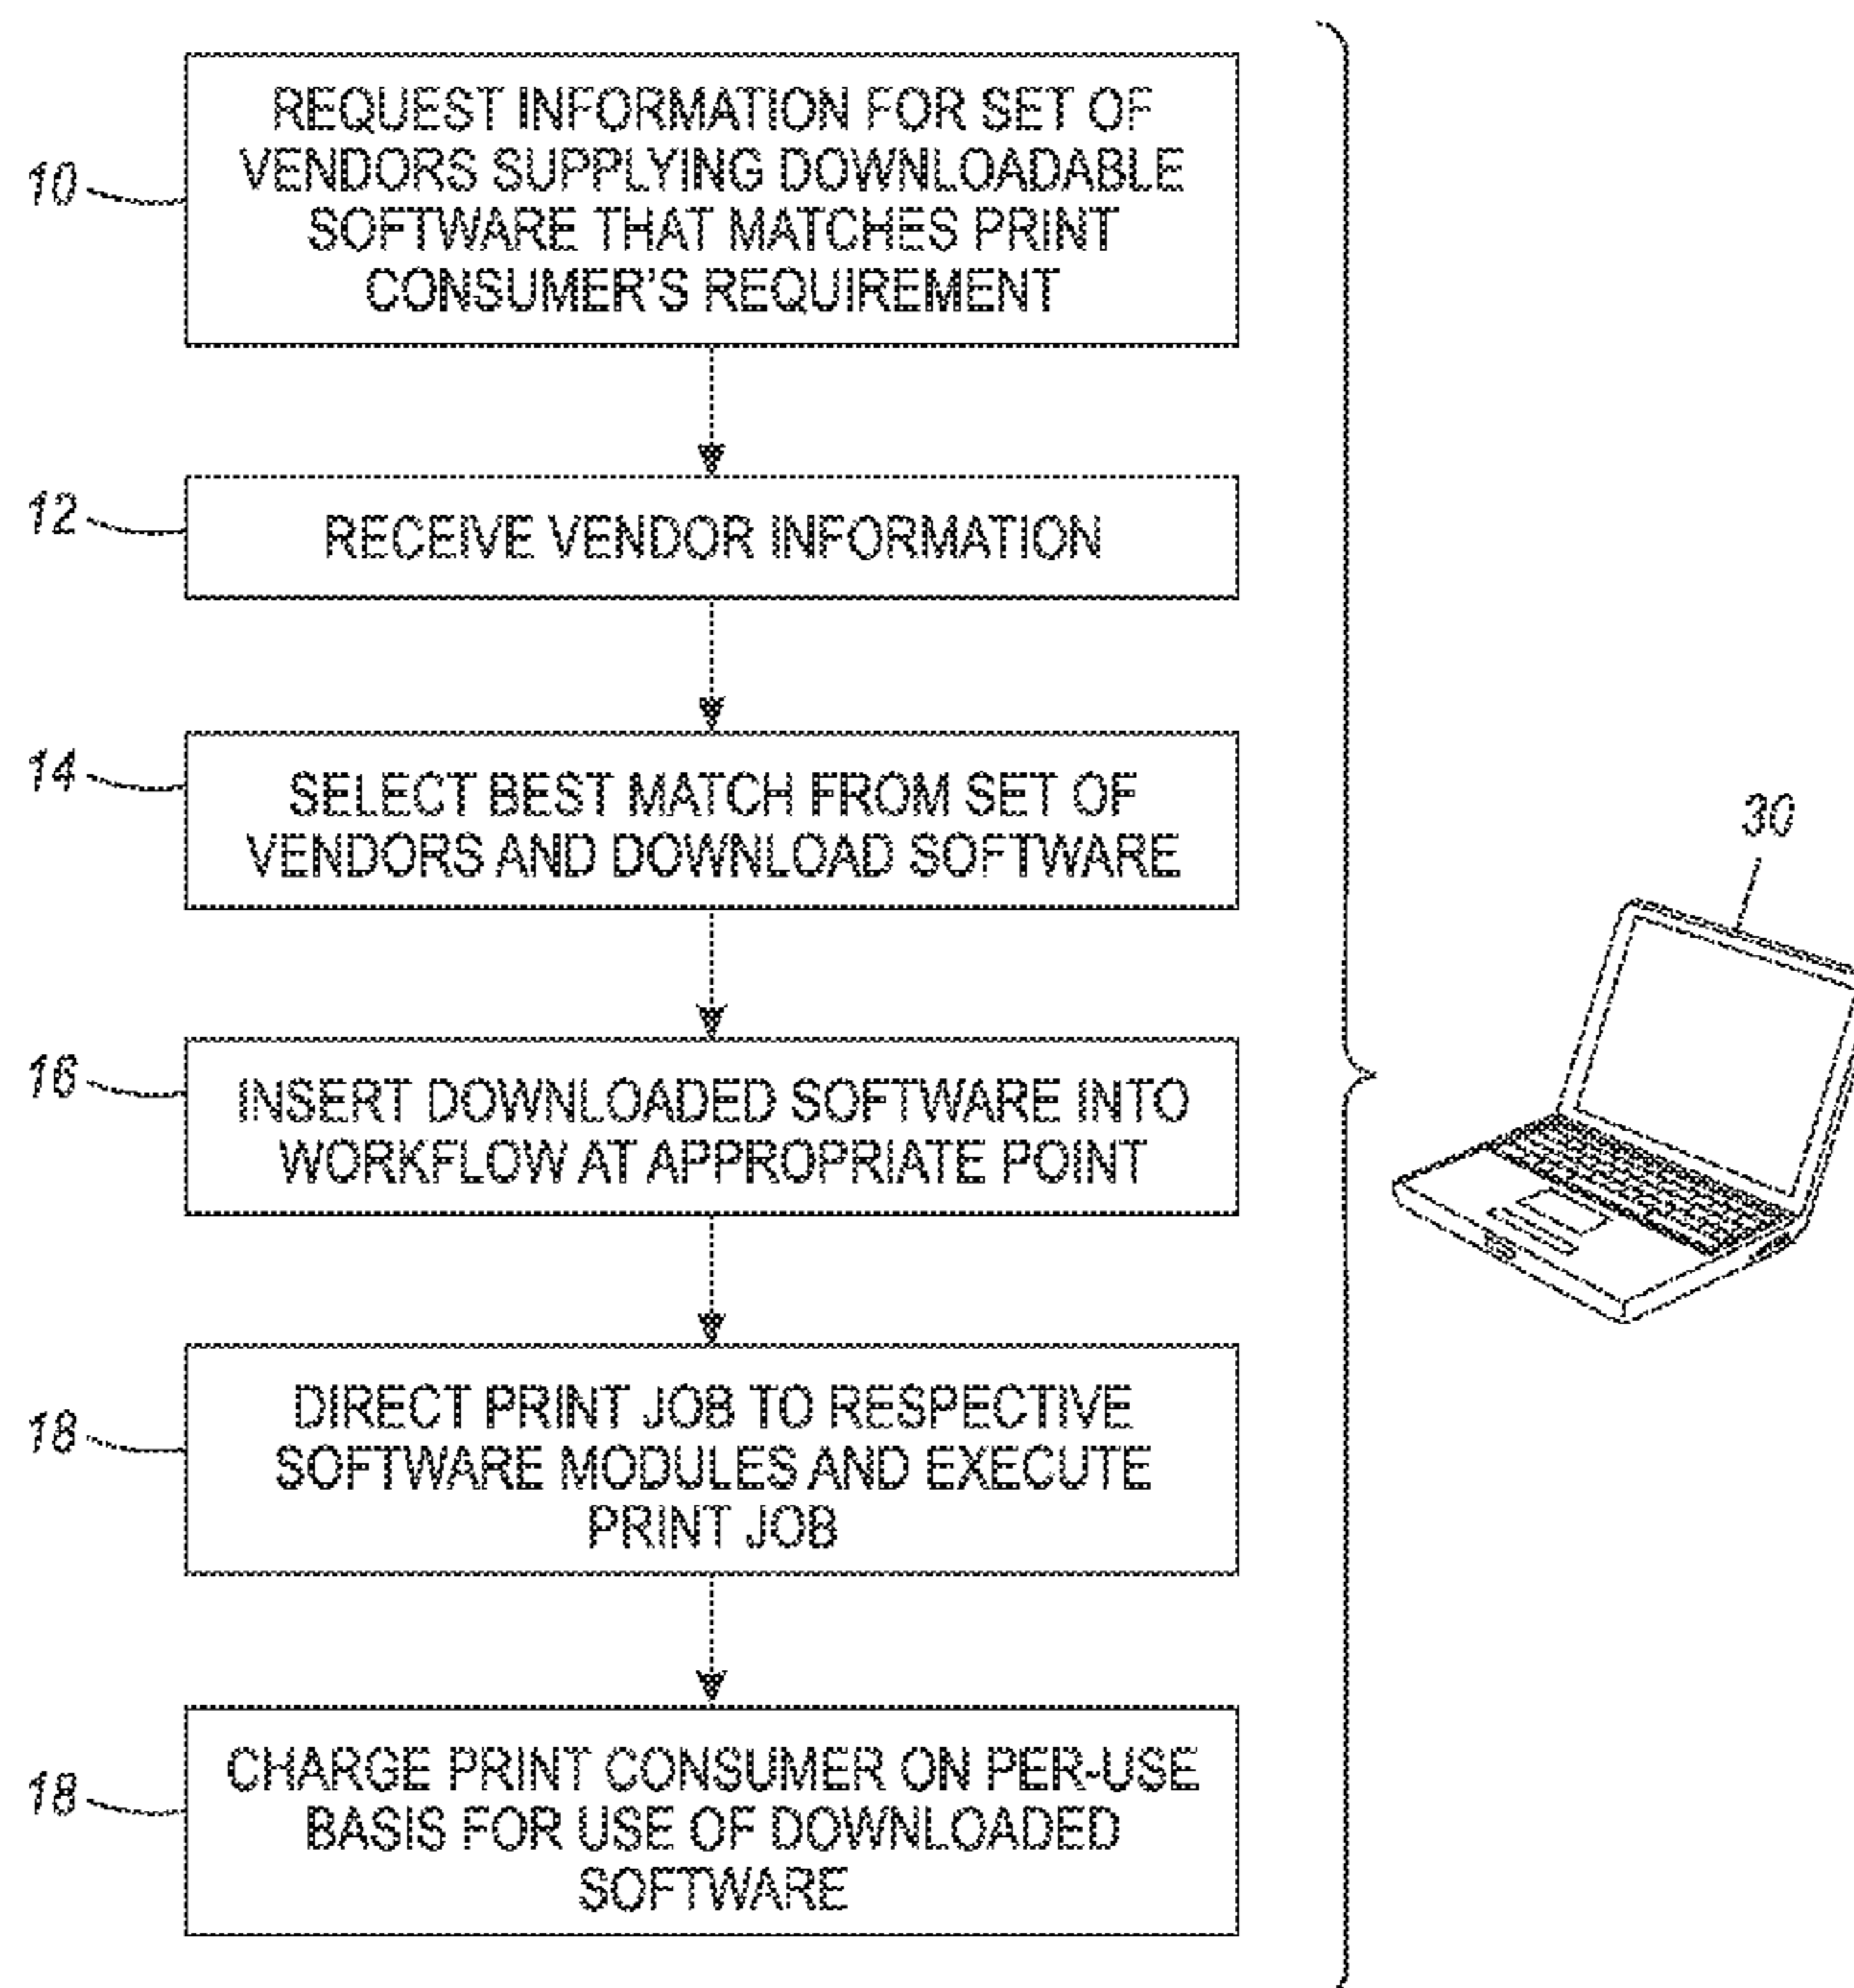 10
REQUEST INFORMATION FOR SET OF
VENDORS SUPPLYING DOWNLOADABLE
SOFTWARE THAT MATCHES PRINT
CONSUMER'S REQUIREMENT
12
RECEIVE VENDOR INFORMATION
14
SELECT BEST MATCH FROM SET OF
VENDORS AND DOWNLOAD SOFTWARE
30
16
INSERT DOWNLOADED SOFTWARE INTO
WORKFLOW AT APPROPRIATE POINT
18
DIRECT PRINT JOB TO RESPECTIVE
SOFTWARE MODULES AND EXECUTE
PRINT JOB
18
CHARGE PRINT CONSUMER ON PER-USE
BASIS FOR USE OF DOWNLOADED
SOFTWARE